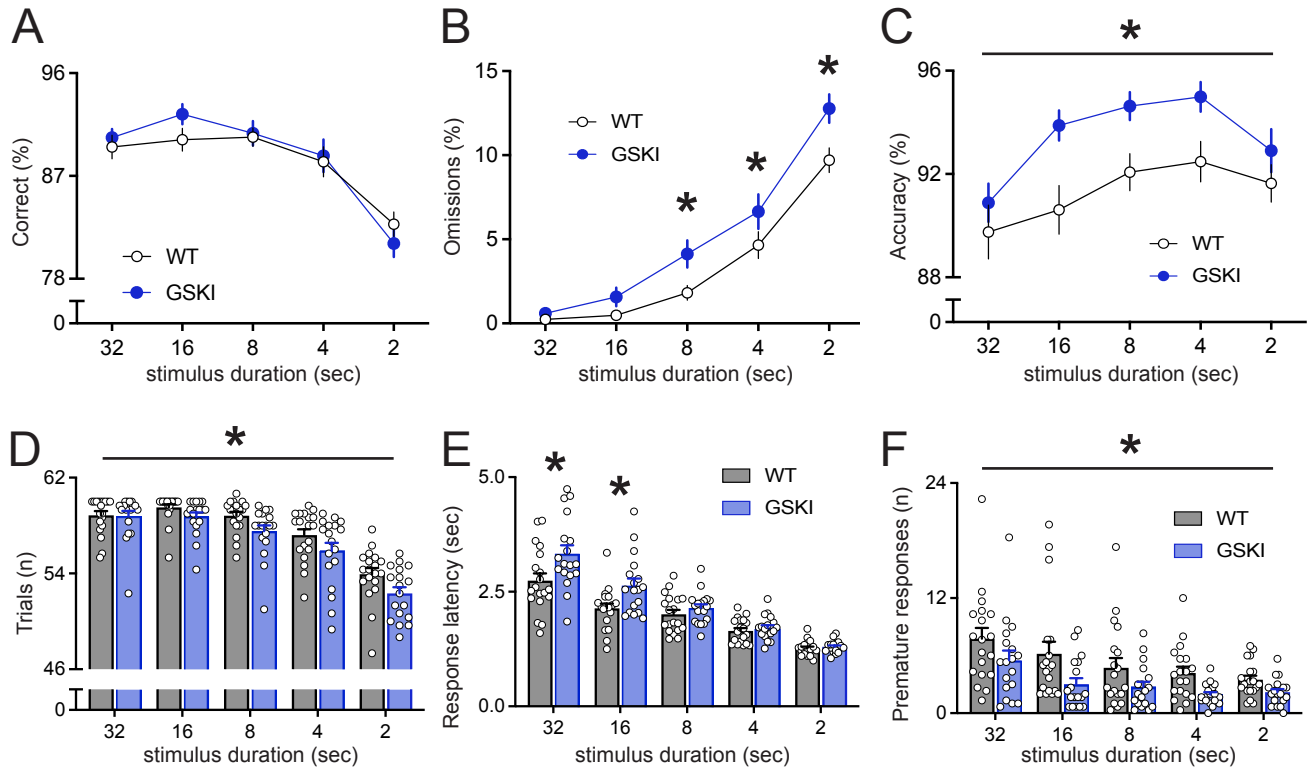 A
Correct (%)
96
87
78
0
WT
GSKI
32 16 8 4 2
stimulus duration (sec)
B
Omissions (%)
15
10
5
0
WT
GSKI
*
*
*
32 16 8 4 2
stimulus duration (sec)
C
Accuracy (%)
96
92
88
0
*
WT
GSKI
32 16 8 4 2
stimulus duration (sec)
D
Trials (n)
62
54
46
0
*
32 16 8 4 2
stimulus duration (sec)
E
Response latency (sec)
5.0
2.5
0.0
*
*
WT
GSKI
32 16 8 4 2
stimulus duration (sec)
F
Premature responses (n)
24
12
0
*
WT
GSKI
32 16 8 4 2
stimulus duration (sec)